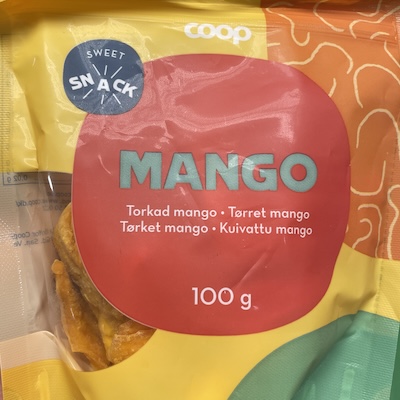 coop
SWEET
SNACK
MANGO
Torkad mango • Tørret mango
Tørket mango • Kuivattu mango
100 g